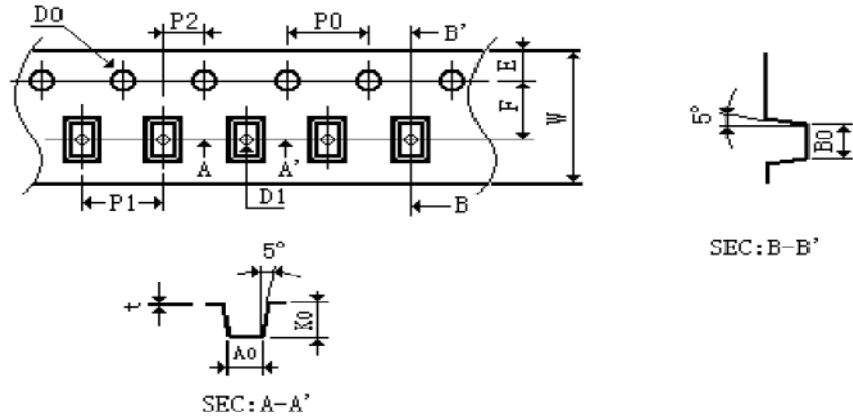 D0
P2
P0
B'
E
F
W
A
A'
P1
D1
B
5°
B0
SEC:B-B'
5°
t
K0
A0
SEC:A-A'